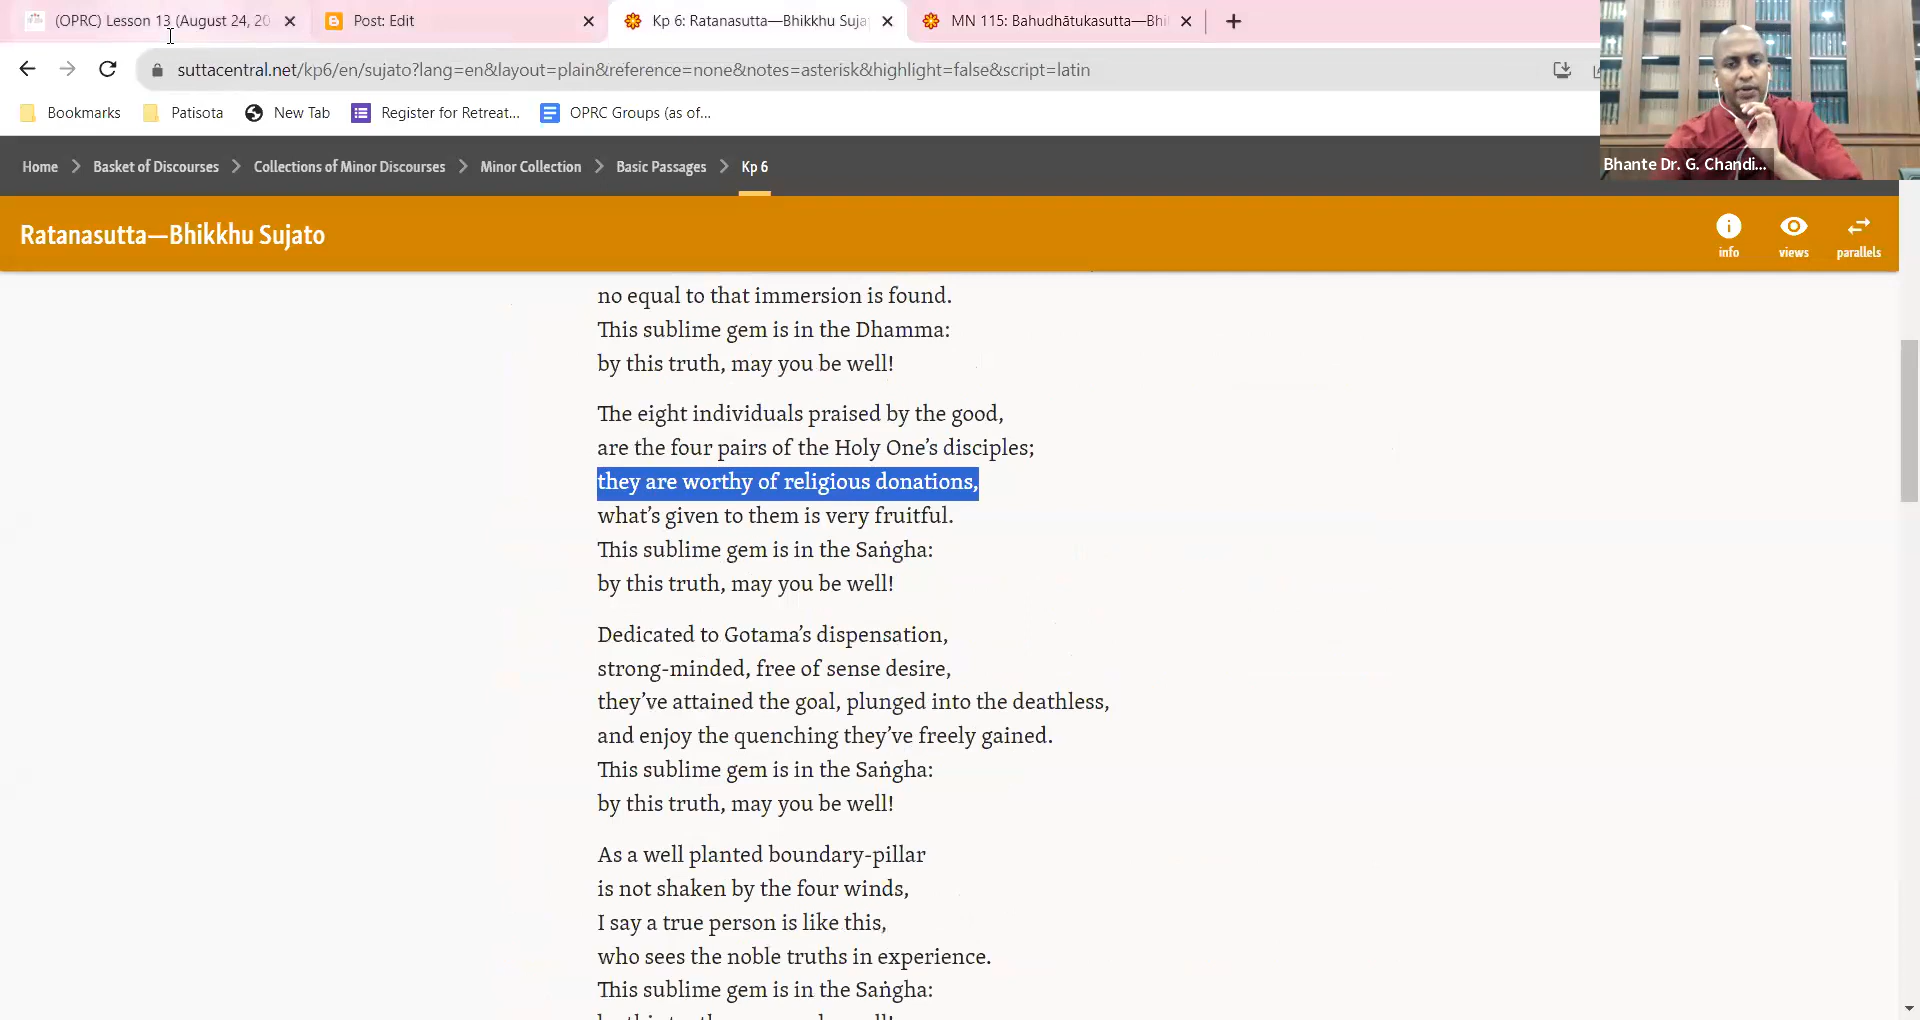 (OPRC) Lesson 13 (August 24, 20
Post: Edit
Kp 6: Ratanasutta—Bhikkhu Suja
MN 115: Bahudhātukasutta—Bhi
suttacentral.net/kp6/en/sujato?lang=en&layout=plain&reference=none&notes=asterisk&highlight=false&script=latin
Bookmarks
Patisota
New Tab
Register for Retreat...
OPRC Groups (as of...
Bhante Dr. G. Chandi...
Home
Basket of Discourses
Collections of Minor Discourses
Minor Collection
Basic Passages
Kp 6
Ratanasutta—Bhikkhu Sujato
info
views
parallels
no equal to that immersion is found.
This sublime gem is in the Dhamma:
by this truth, may you be well!
The eight individuals praised by the good,
are the four pairs of the Holy One’s disciples;
they are worthy of religious donations,
what’s given to them is very fruitful.
This sublime gem is in the Saṅgha:
by this truth, may you be well!
Dedicated to Gotama’s dispensation,
strong-minded, free of sense desire,
they’ve attained the goal, plunged into the deathless,
and enjoy the quenching they’ve freely gained.
This sublime gem is in the Saṅgha:
by this truth, may you be well!
As a well planted boundary-pillar
is not shaken by the four winds,
I say a true person is like this,
who sees the noble truths in experience.
This sublime gem is in the Saṅgha: